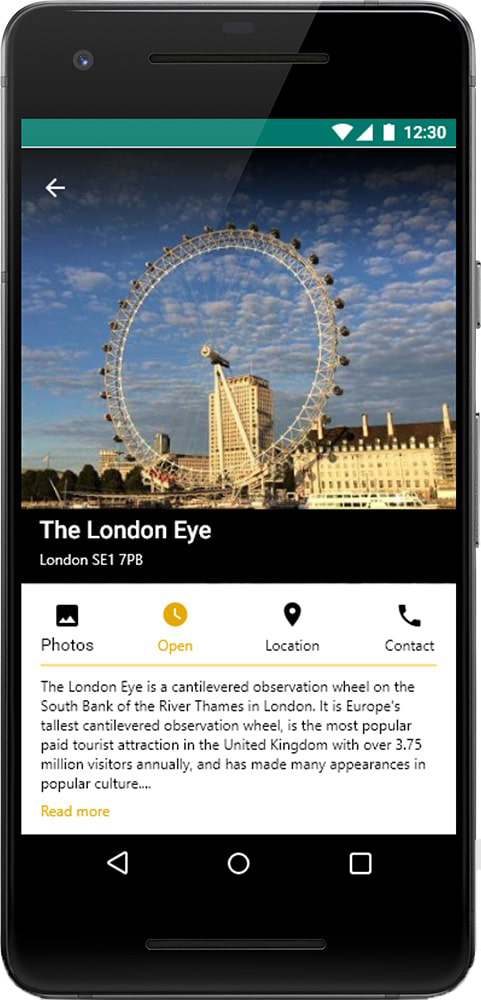 12:30
The London Eye
London SE1 7PB
Photos Open Location Contact
The London Eye is a cantilevered observation wheel on the
South Bank of the River Thames in London. It is Europe's
tallest cantilevered observation wheel, is the most popular
paid tourist attraction in the United Kingdom with over 3.75
million visitors annually, and has made many appearances in
popular culture....
Read more